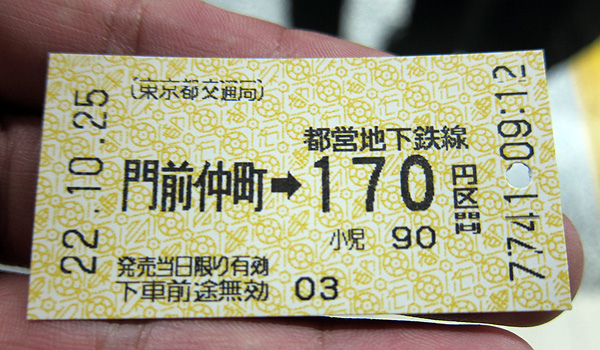 22.10.25
(東京都交通局)
都営地下鉄線
門前仲町➡170円区間
小児 90
発売当日限り有効
下車前途無効 03
7741 09:12